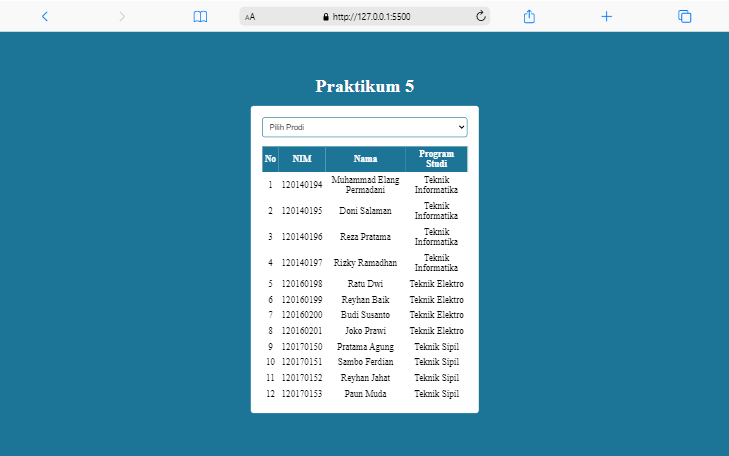 AA http://127.0.0.1:5500
Praktikum 5
Pilih Prodi
No NIM Nama Program Studi
1 120140194 Muhammad Elang Permadani Teknik Informatika
2 120140195 Doni Salaman Teknik Informatika
3 120140196 Reza Pratama Teknik Informatika
4 120140197 Rizky Ramadhan Teknik Informatika
5 120160198 Ratu Dwi Teknik Elektro
6 120160199 Reyhan Baik Teknik Elektro
7 120160200 Budi Susanto Teknik Elektro
8 120160201 Joko Prawi Teknik Elektro
9 120170150 Pratama Agung Teknik Sipil
10 120170151 Sambo Ferdian Teknik Sipil
11 120170152 Reyhan Jahat Teknik Sipil
12 120170153 Paun Muda Teknik Sipil